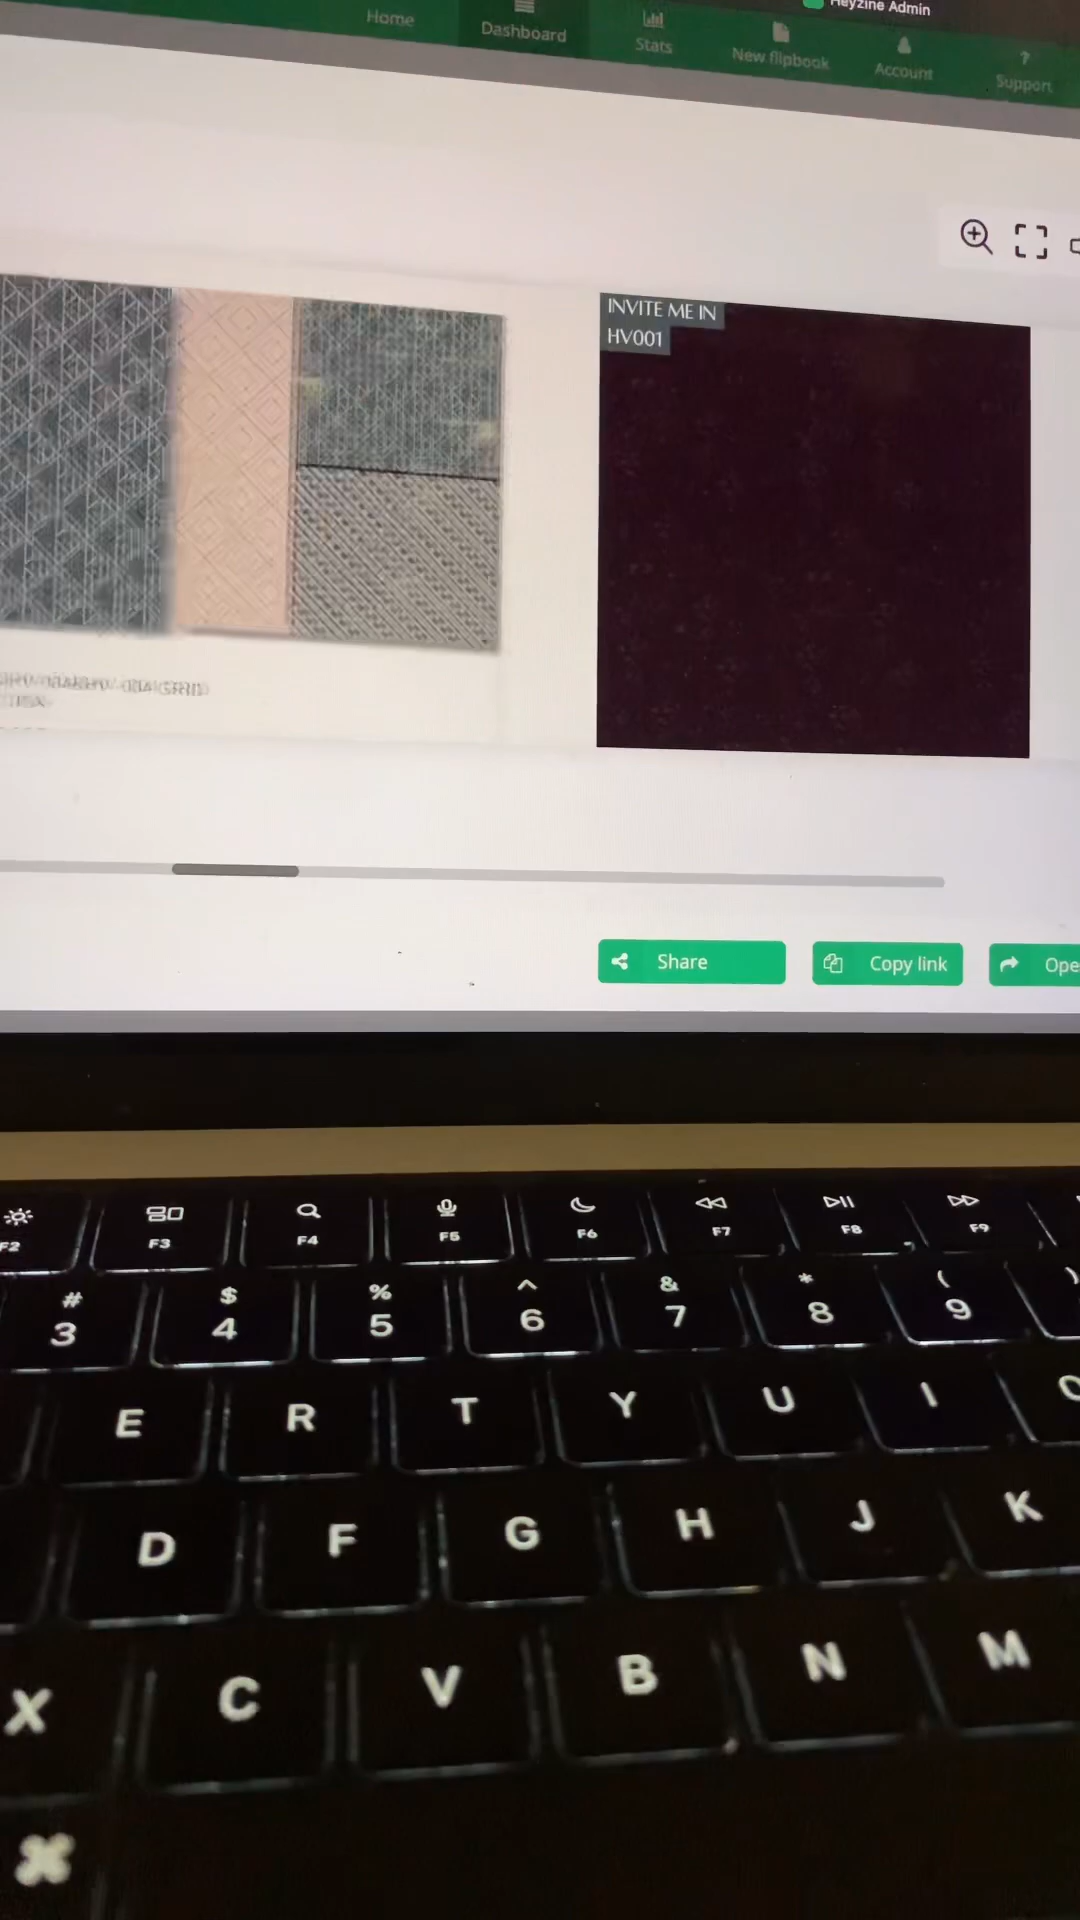 Heyzine Admin
Home
Dashboard
Stats
New flipbook
Account
?
Support
INVITE ME IN
HV001
Share
Copy link
Ope
F2
F3
F4
F5
F6
F7
F8
F9
# $ % ^ & * ( )
3 4 5 6 7 8 9
E R T Y U I O
D F G H J K
X C V B N M
⌘